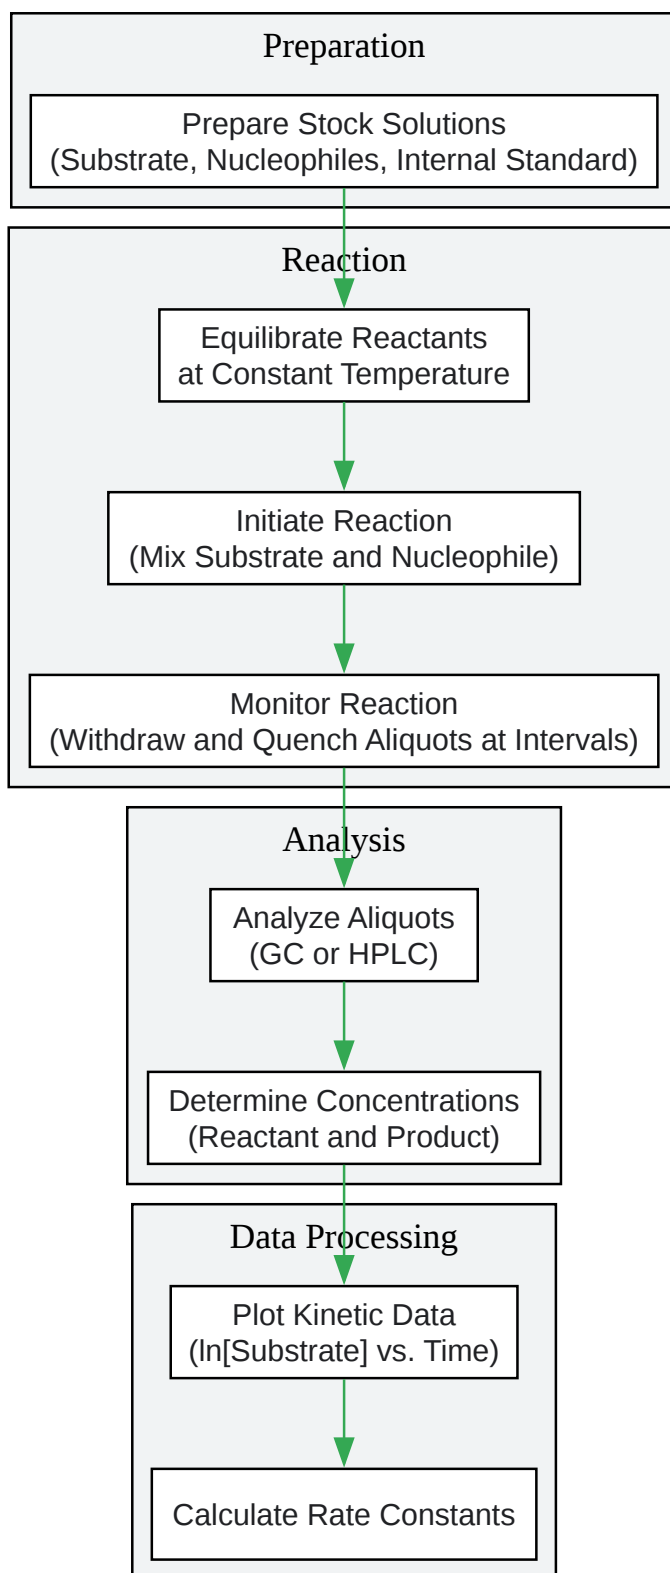 Preparation
Prepare Stock Solutions
(Substrate, Nucleophiles, Internal Standard)
Reaction
Equilibrate Reactants
at Constant Temperature
Initiate Reaction
(Mix Substrate and Nucleophile)
Monitor Reaction
(Withdraw and Quench Aliquots at Intervals)
Analysis
Analyze Aliquots
(GC or HPLC)
Determine Concentrations
(Reactant and Product)
Data Processing
Plot Kinetic Data
(ln[Substrate] vs. Time)
Calculate Rate Constants